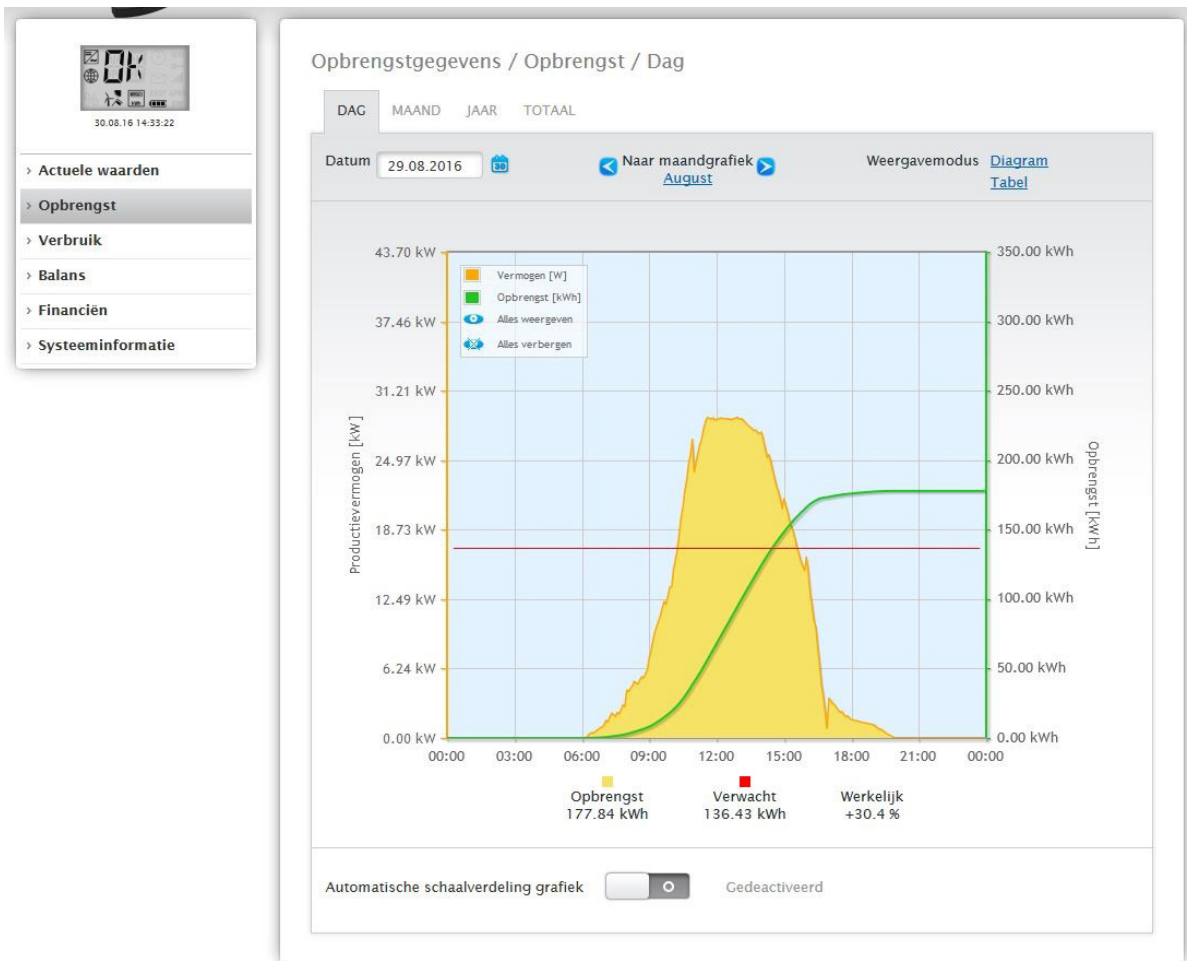 OK
30.08.16 14:33:22
› Actuele waarden
› Opbrengst
› Verbruik
› Balans
› Financiën
› Systeeminformatie
Opbrengstgegevens / Opbrengst / Dag
DAG MAAND JAAR TOTAAL
Datum 29.08.2016 30 Naar maandgrafiek Weergavemodus Diagram
August Tabel
43.70 kW 350.00 kWh
Vermogen [W]
Opbrengst [kWh]
37.46 kW Alles weergeven 300.00 kWh
Alles verbergen
31.21 kW 250.00 kWh
24.97 kW 200.00 kWh
18.73 kW 150.00 kWh
12.49 kW 100.00 kWh
6.24 kW 50.00 kWh
0.00 kW 0.00 kWh
Productievermogen [kW]
Opbrengst [kWh]
00:00 03:00 06:00 09:00 12:00 15:00 18:00 21:00 00:00
Opbrengst Verwacht Werkelijk
177.84 kWh 136.43 kWh +30.4 %
Automatische schaalverdeling grafiek Gedeactiveerd